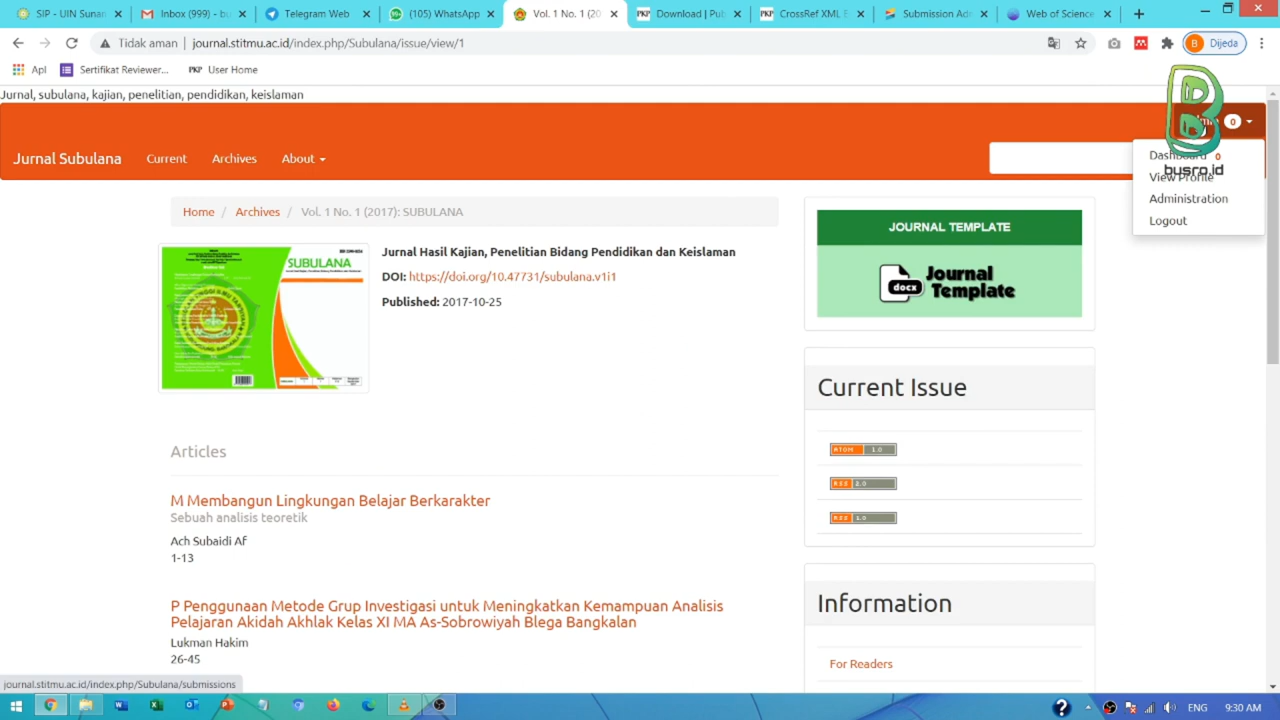 SIP - UIN Sunan
Inbox (999) - bu
Telegram Web
(105) WhatsApp
Vol. 1 No. 1 (20
Download | Pub
CrossRef XML E
Submission Ad
Web of Science
Tidak aman | journal.stitmu.ac.id/index.php/Subulana/issue/view/1
Dijeda
Apl
Sertifikat Reviewer...
PKP User Home
Jurnal, subulana, kajian, penelitian, pendidikan, keislaman
0
Jurnal Subulana
Current
Archives
About
Dashboard 0
View Profile
busro.id
Administration
Logout
Home / Archives / Vol. 1 No. 1 (2017): SUBULANA
JOURNAL TEMPLATE
docx
Journal
Template
SUBULANA
Jurnal Hasil Kajian, Penelitian Bidang Pendidikan dan Keislaman
DOI: https://doi.org/10.47731/subulana.v1i1
Published: 2017-10-25
Current Issue
ATOM 1.0
RSS 2.0
RSS 1.0
Articles
M Membangun Lingkungan Belajar Berkarakter
Sebuah analisis teoretik
Ach Subaidi Af
1-13
P Penggunaan Metode Grup Investigasi untuk Meningkatkan Kemampuan Analisis
Pelajaran Akidah Akhlak Kelas XI MA As-Sobrowiyah Blega Bangkalan
Lukman Hakim
26-45
Information
For Readers
journal.stitmu.ac.id/index.php/Subulana/submissions
ENG
9:30 AM